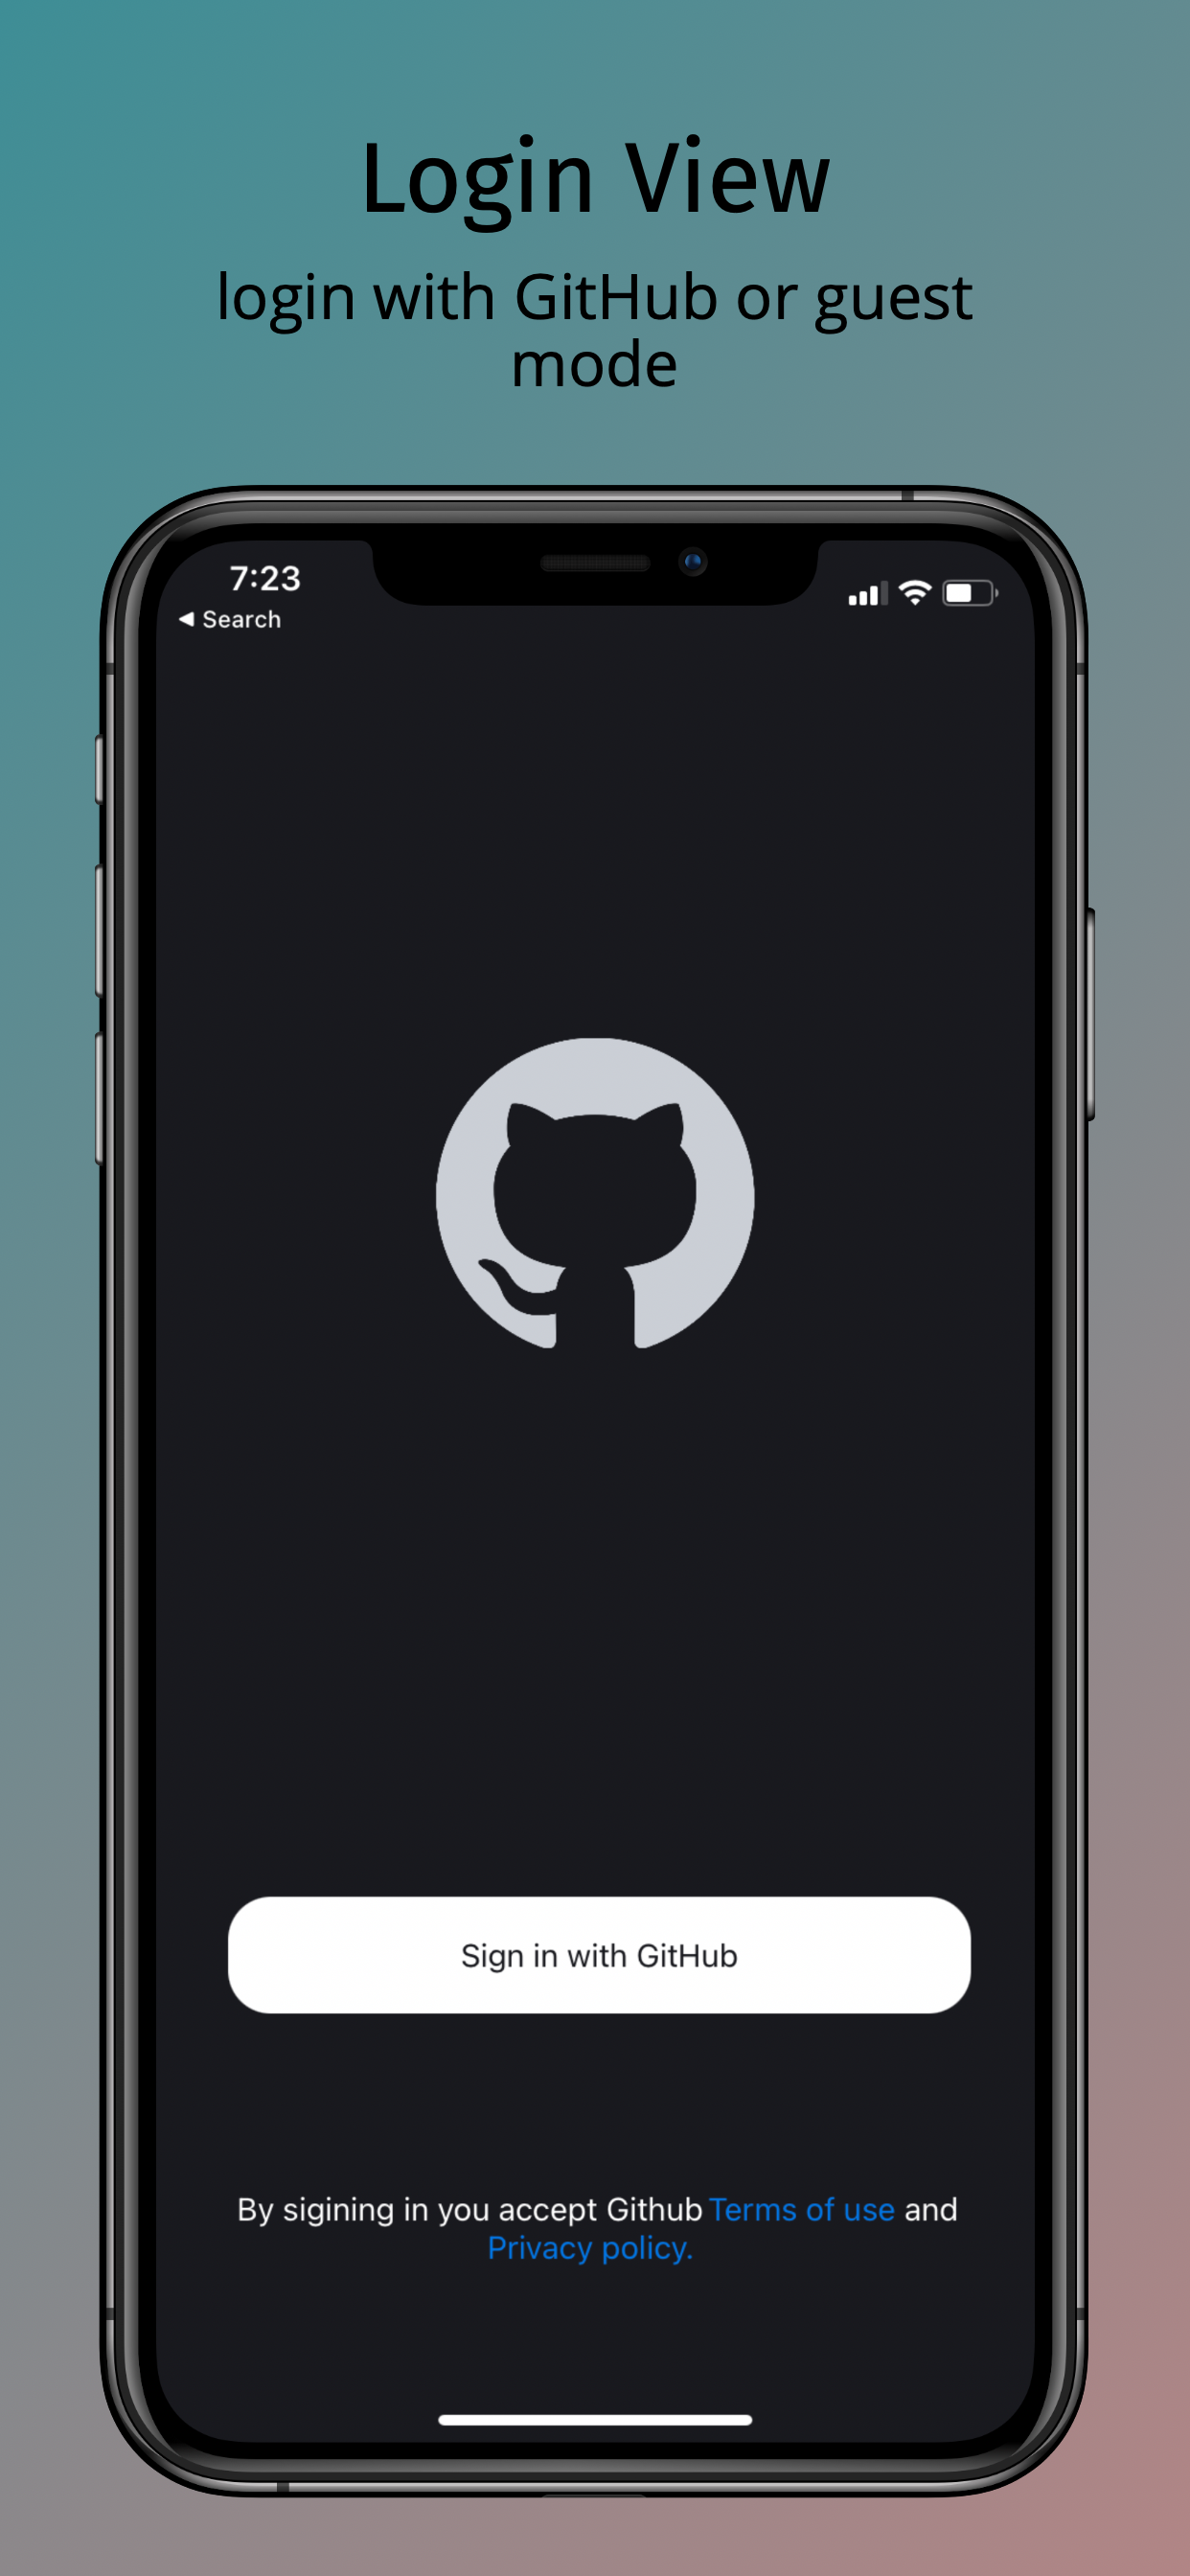 Login View
login with GitHub or guest
mode
7:23
◀ Search
Sign in with GitHub
By sigining in you accept Github Terms of use and
Privacy policy.